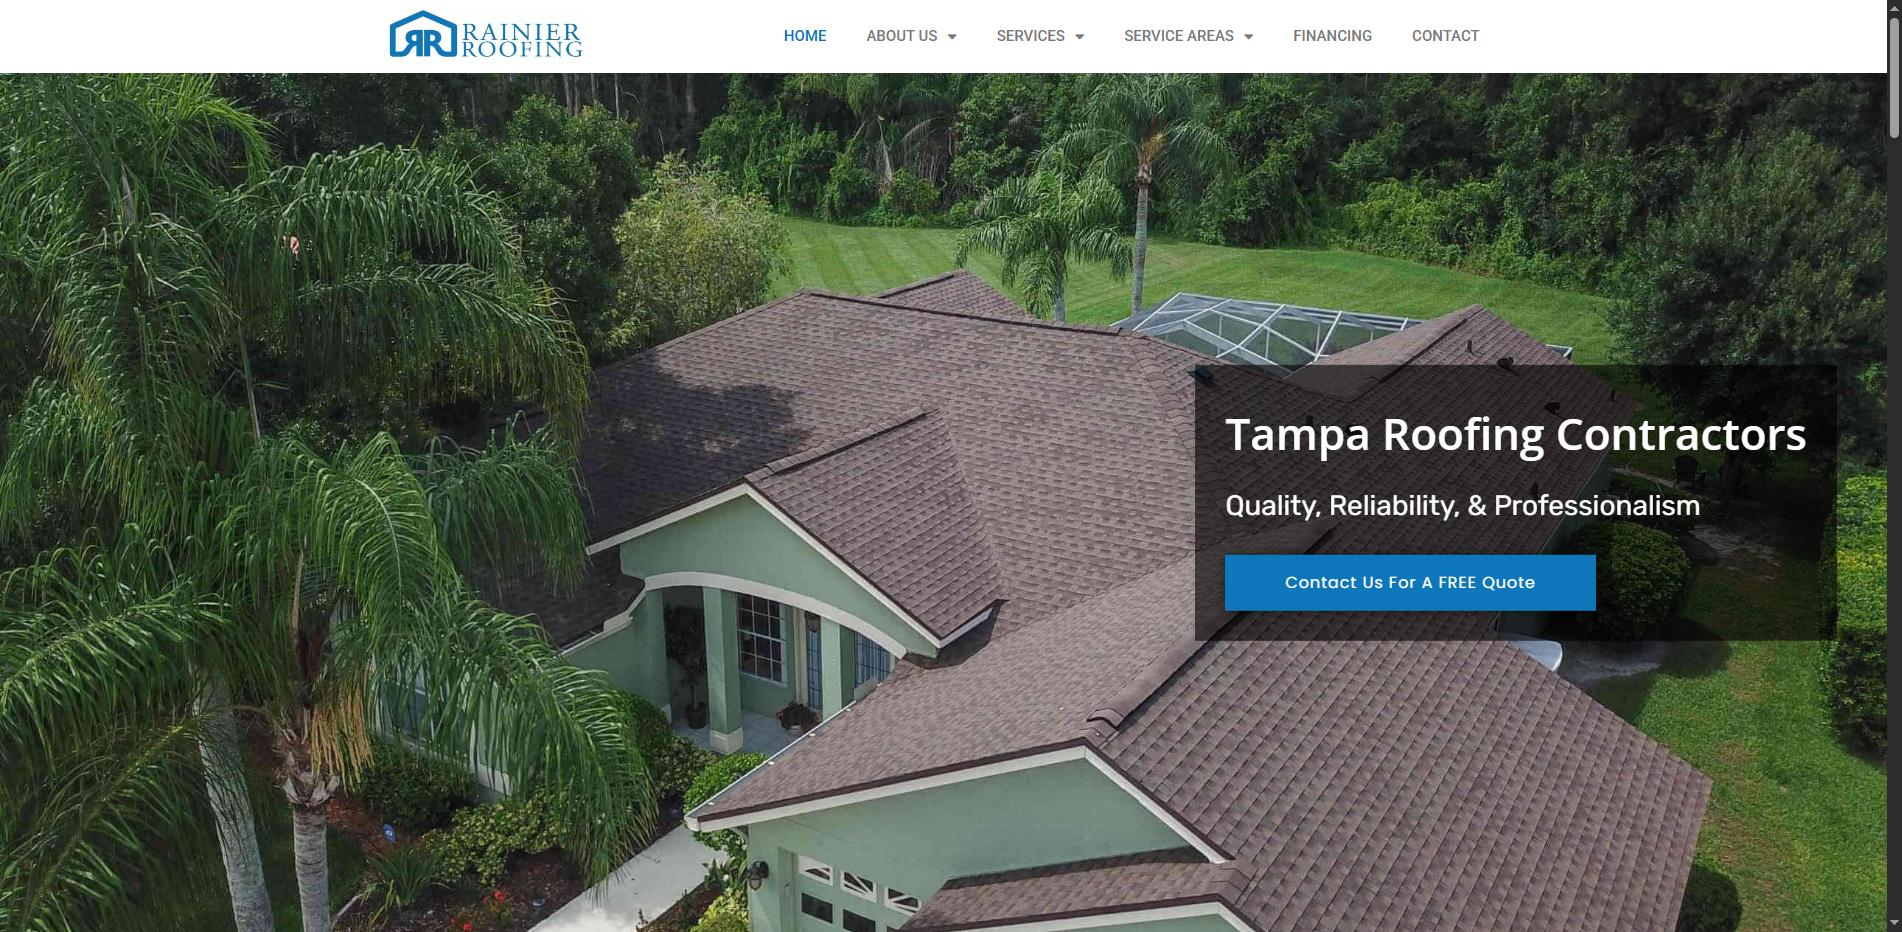 RAINIER
ROOFING
HOME
ABOUT US
SERVICES
SERVICE AREAS
FINANCING
CONTACT
Tampa Roofing Contractors
Quality, Reliability, & Professionalism
Contact Us For A FREE Quote